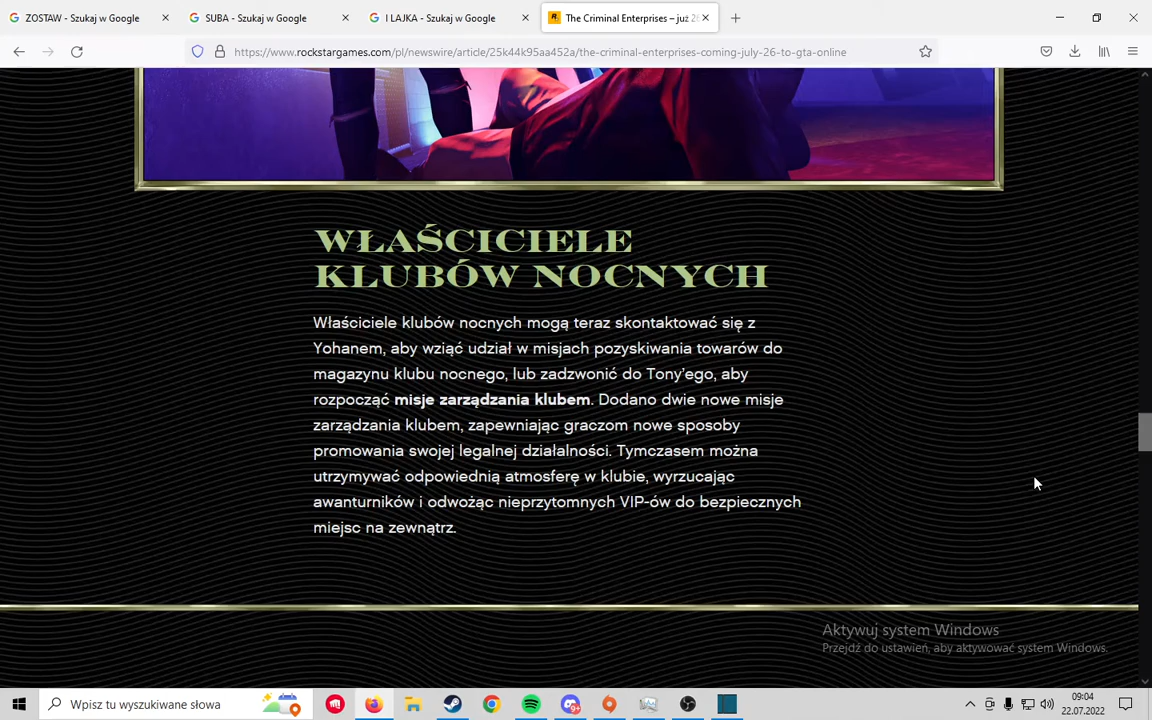 ZOSTAW - Szukaj w Google
SUBA - Szukaj w Google
I LAJKA - Szukaj w Google
The Criminal Enterprises – już 2
https://www.rockstargames.com/pl/newswire/article/25k44k95aa452a/the-criminal-enterprises-coming-july-26-to-gta-online
WŁAŚCICIELE
KLUBÓW NOCNYCH
Właściciele klubów nocnych mogą teraz skontaktować się z
Yohanem, aby wziąć udział w misjach pozyskiwania towarów do
magazynu klubu nocnego, lub zadzwonić do Tony'ego, aby
rozpocząć misje zarządzania klubem. Dodano dwie nowe misje
zarządzania klubem, zapewniając graczom nowe sposoby
promowania swojej legalnej działalności. Tymczasem można
utrzymywać odpowiednią atmosferę w klubie, wyrzucając
awanturników i odwożąc nieprzytomnych VIP-ów do bezpiecznych
miejsc na zewnątrz.
Aktywuj system Windows
Przejdź do ustawień, aby aktywować system Windows.
Wpisz tu wyszukiwane słowa
9+
09:04
22.07.2022